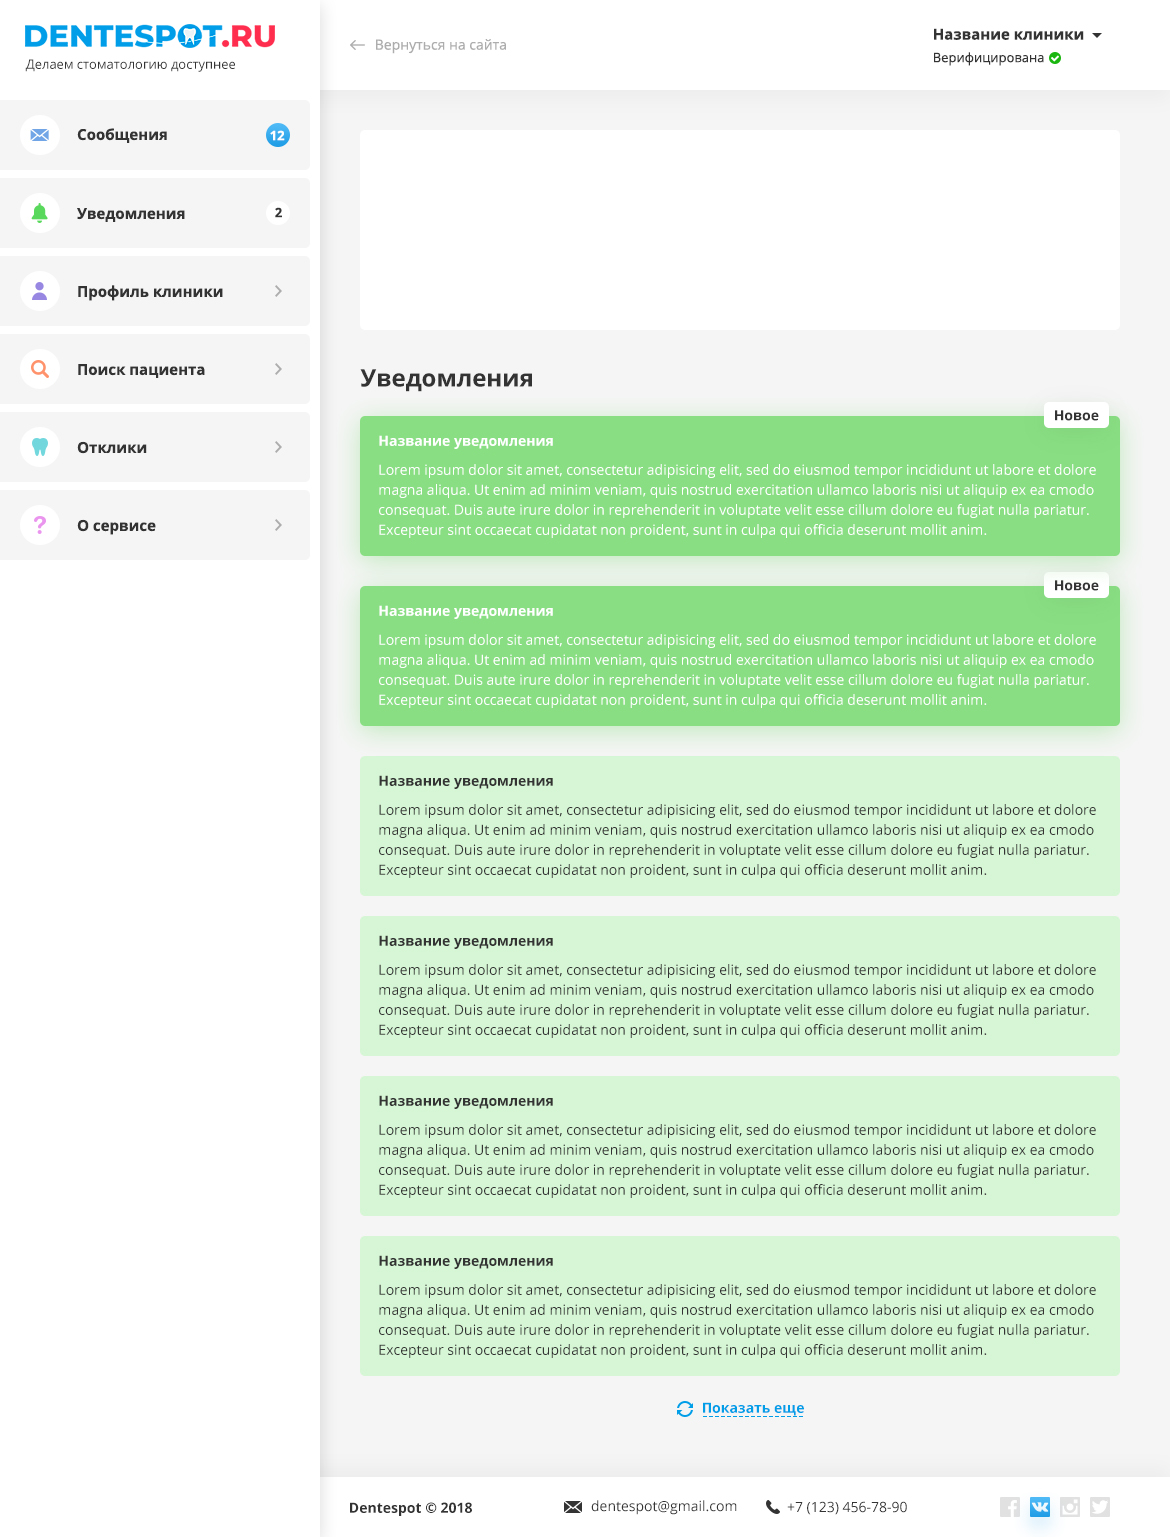 DENTESPOT.RU
Делаем стоматологию доступнее
Сообщения 12
Уведомления 2
Профиль клиники
Поиск пациента
Отклики
О сервисе
Вернуться на сайта
Название клиники
Верифицирована
Уведомления
Новое
Название уведомления
Lorem ipsum dolor sit amet, consectetur adipisicing elit, sed do eiusmod tempor incididunt ut labore et dolore
magna aliqua. Ut enim ad minim veniam, quis nostrud exercitation ullamco laboris nisi ut aliquip ex ea cmodo
consequat. Duis aute irure dolor in reprehenderit in voluptate velit esse cillum dolore eu fugiat nulla pariatur.
Excepteur sint occaecat cupidatat non proident, sunt in culpa qui officia deserunt mollit anim.
Новое
Название уведомления
Lorem ipsum dolor sit amet, consectetur adipisicing elit, sed do eiusmod tempor incididunt ut labore et dolore
magna aliqua. Ut enim ad minim veniam, quis nostrud exercitation ullamco laboris nisi ut aliquip ex ea cmodo
consequat. Duis aute irure dolor in reprehenderit in voluptate velit esse cillum dolore eu fugiat nulla pariatur.
Excepteur sint occaecat cupidatat non proident, sunt in culpa qui officia deserunt mollit anim.
Название уведомления
Lorem ipsum dolor sit amet, consectetur adipisicing elit, sed do eiusmod tempor incididunt ut labore et dolore
magna aliqua. Ut enim ad minim veniam, quis nostrud exercitation ullamco laboris nisi ut aliquip ex ea cmodo
consequat. Duis aute irure dolor in reprehenderit in voluptate velit esse cillum dolore eu fugiat nulla pariatur.
Excepteur sint occaecat cupidatat non proident, sunt in culpa qui officia deserunt mollit anim.
Название уведомления
Lorem ipsum dolor sit amet, consectetur adipisicing elit, sed do eiusmod tempor incididunt ut labore et dolore
magna aliqua. Ut enim ad minim veniam, quis nostrud exercitation ullamco laboris nisi ut aliquip ex ea cmodo
consequat. Duis aute irure dolor in reprehenderit in voluptate velit esse cillum dolore eu fugiat nulla pariatur.
Excepteur sint occaecat cupidatat non proident, sunt in culpa qui officia deserunt mollit anim.
Название уведомления
Lorem ipsum dolor sit amet, consectetur adipisicing elit, sed do eiusmod tempor incididunt ut labore et dolore
magna aliqua. Ut enim ad minim veniam, quis nostrud exercitation ullamco laboris nisi ut aliquip ex ea cmodo
consequat. Duis aute irure dolor in reprehenderit in voluptate velit esse cillum dolore eu fugiat nulla pariatur.
Excepteur sint occaecat cupidatat non proident, sunt in culpa qui officia deserunt mollit anim.
Название уведомления
Lorem ipsum dolor sit amet, consectetur adipisicing elit, sed do eiusmod tempor incididunt ut labore et dolore
magna aliqua. Ut enim ad minim veniam, quis nostrud exercitation ullamco laboris nisi ut aliquip ex ea cmodo
consequat. Duis aute irure dolor in reprehenderit in voluptate velit esse cillum dolore eu fugiat nulla pariatur.
Excepteur sint occaecat cupidatat non proident, sunt in culpa qui officia deserunt mollit anim.
Показать еще
Dentespot © 2018 dentespot@gmail.com +7 (123) 456-78-90